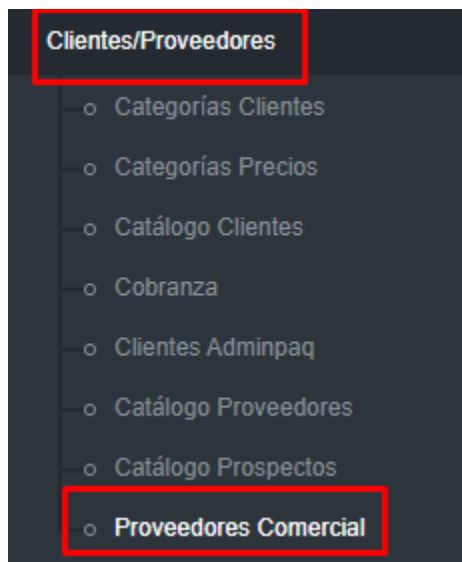 Clientes/Proveedores
Categorías Clientes
Categorías Precios
Catálogo Clientes
Cobranza
Clientes Adminpaq
Catálogo Proveedores
Catálogo Prospectos
Proveedores Comercial